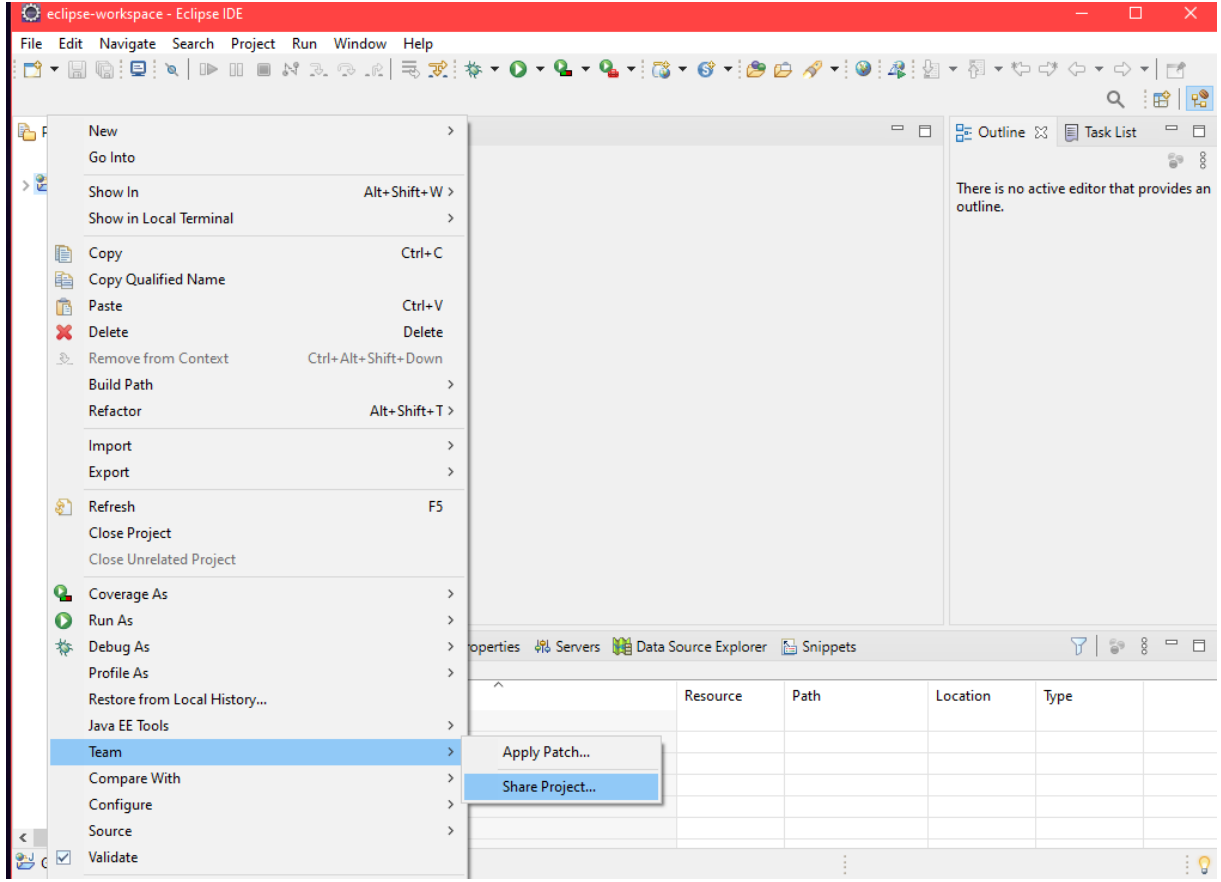 eclipse-workspace - Eclipse IDE
File Edit Navigate Search Project Run Window Help
Outline Task List
There is no active editor that provides an
outline.
New
Go Into
Show In Alt+Shift+W
Show in Local Terminal
Copy Ctrl+C
Copy Qualified Name
Paste Ctrl+V
Delete Delete
Remove from Context Ctrl+Alt+Shift+Down
Build Path
Refactor Alt+Shift+T
Import
Export
Refresh F5
Close Project
Close Unrelated Project
Coverage As
Run As
Debug As
Profile As
Restore from Local History...
Java EE Tools
Team
Compare With
Configure
Source
Validate
Apply Patch...
Share Project...
operties Servers Data Source Explorer Snippets
Resource Path Location Type